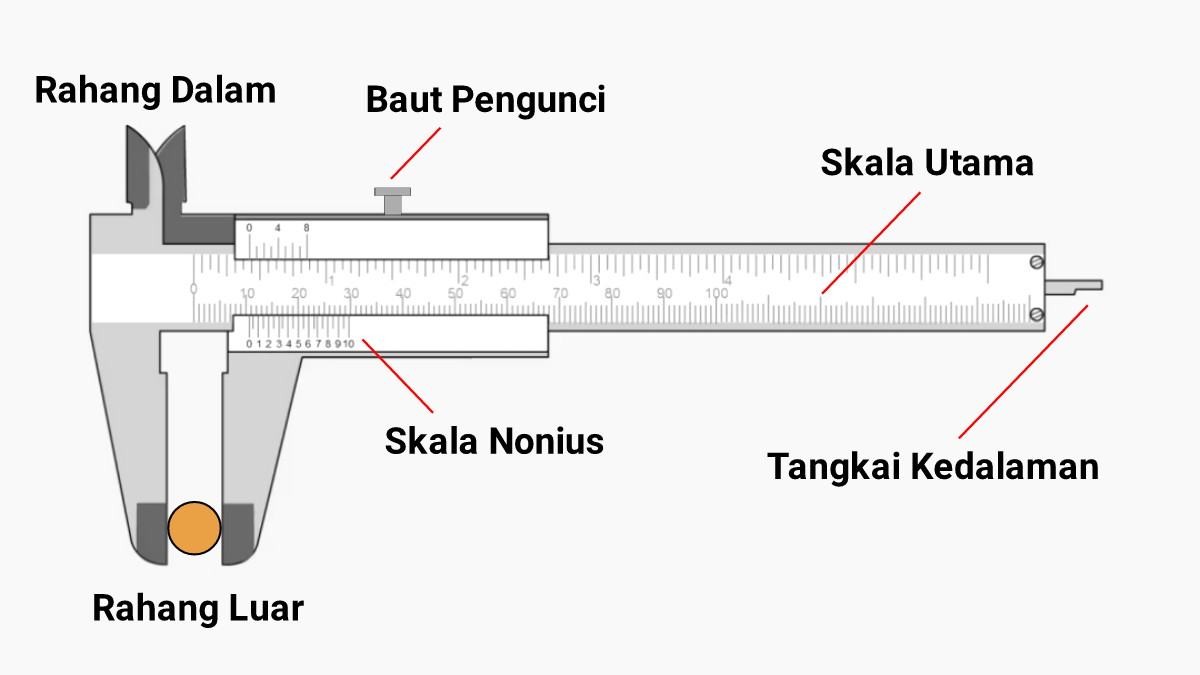 Rahang Dalam
Baut Pengunci
Skala Utama
0 4 8
1 2 3 4
0 10 20 30 40 50 60 70 80 90 100
0 1 2 3 4 5 6 7 8 9 10
Skala Nonius
Tangkai Kedalaman
Rahang Luar